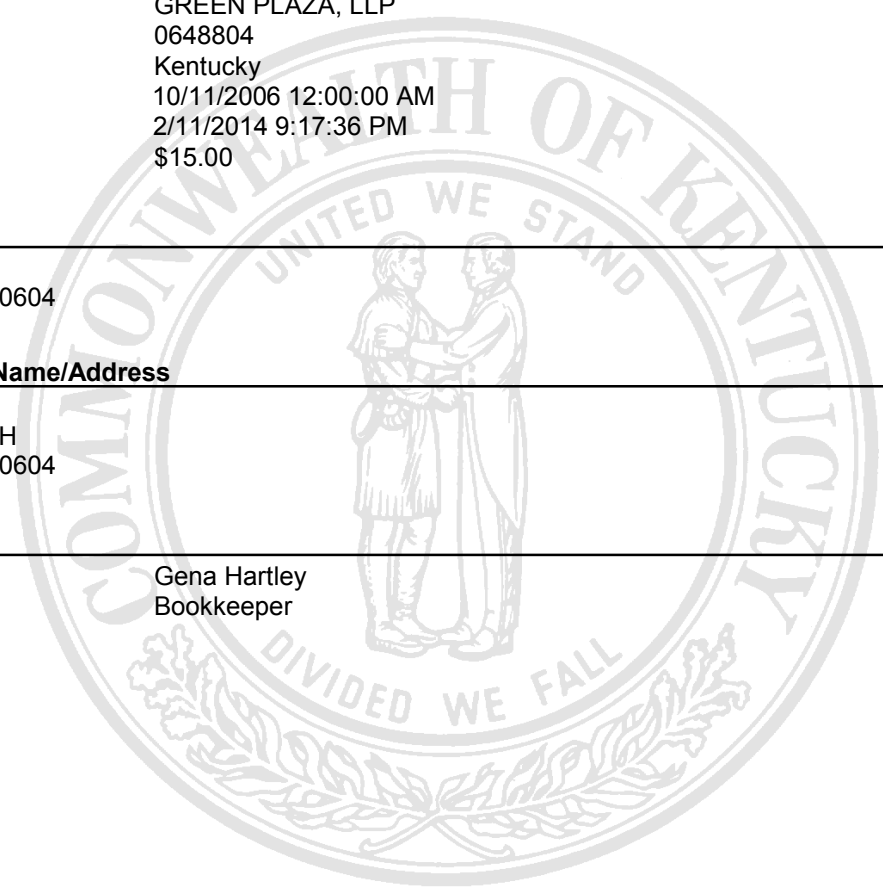 GREEN PLAZA, LLP
0648804
Kentucky
10/11/2006 12:00:00 AM
2/11/2014 9:17:36 PM
$15.00
COMMONWEALTH OF KENTUCKY
UNITED WE STAND
0604
Name/Address
H
0604
Gena Hartley
Bookkeeper
DIVIDED WE FALL